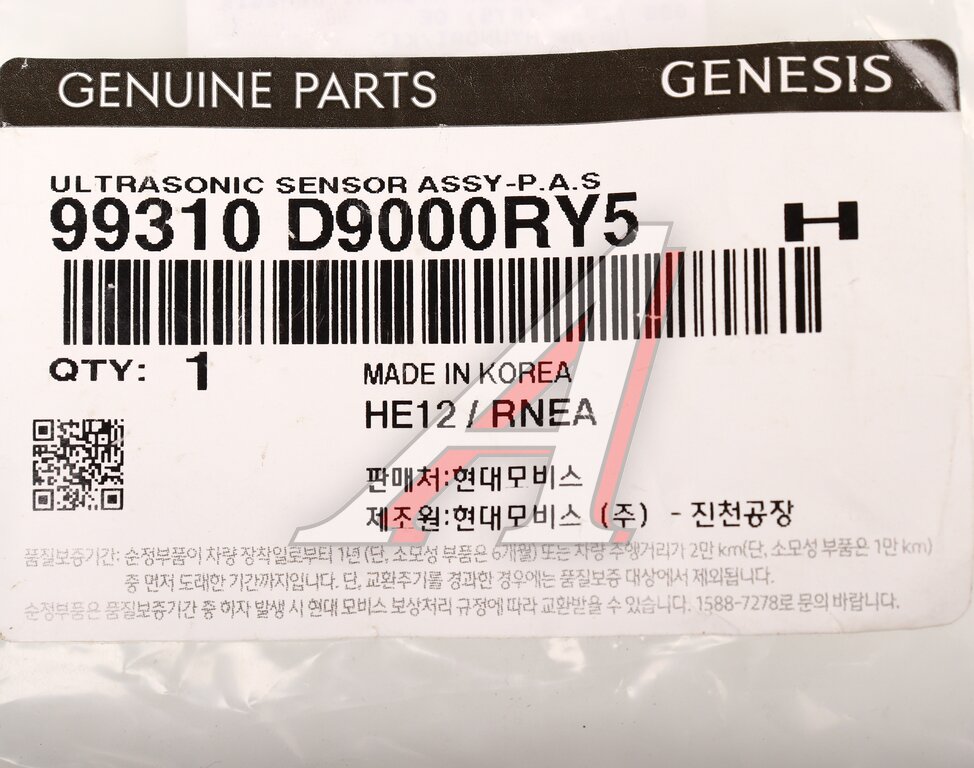 GENUINE PARTS GENESIS
ULTRASONIC SENSOR ASSY-P.A.S
99310 D9000RY5 H
QTY: 1 MADE IN KOREA
HE12 / RNEA
판매처:현대모비스
제조원:현대모비스 (주) - 진천공장
품질보증기간: 순정부품이 차량 장착일로부터 1년(단, 소모성 부품은 6개월) 또는 차량 주행거리가 2만 km(단, 소모성 부품은 1만 km)
중 먼저 도래한 기간까지입니다. 단, 교환주기를 경과한 경우에는 품질보증 대상에서 제외됩니다.
순정부품은 품질보증기간 중 하자 발생 시 현대 모비스 보상처리 규정에 따라 교환받을 수 있습니다. 1588-7278로 문의 바랍니다.